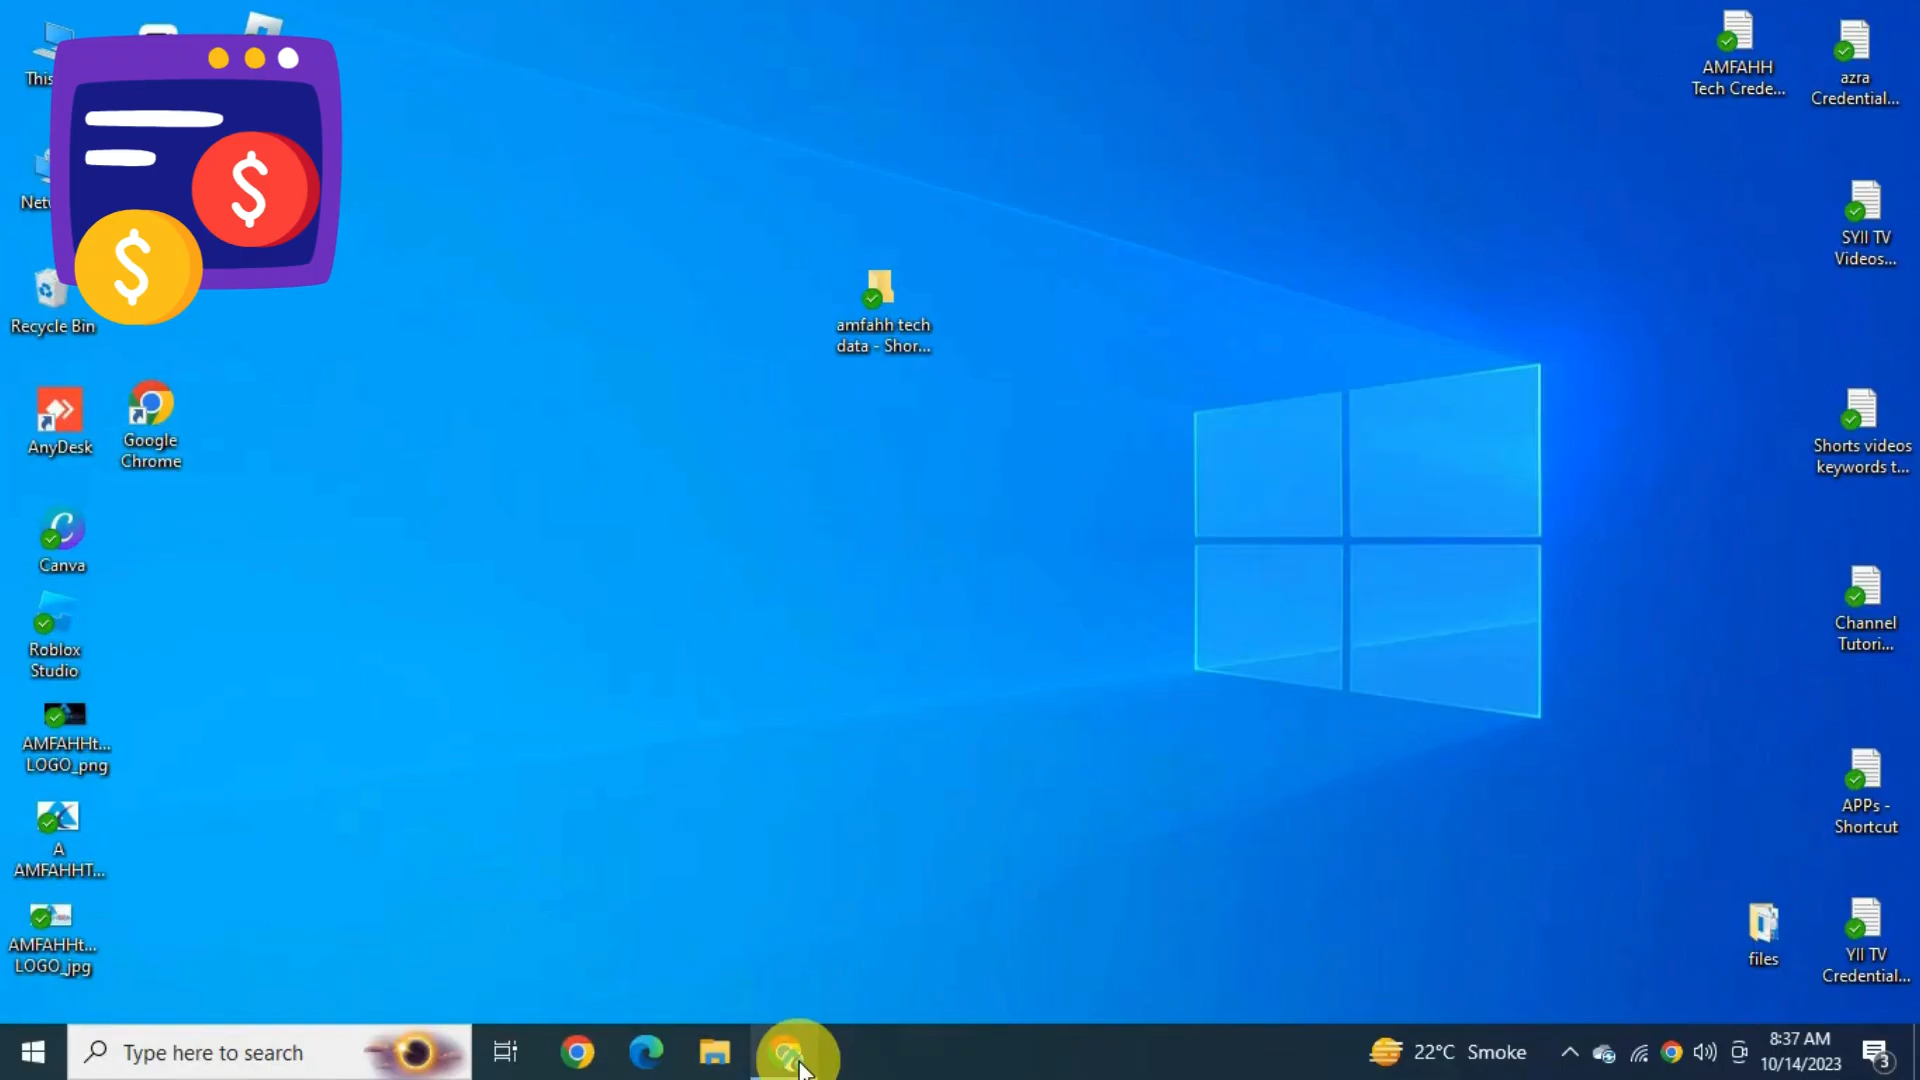 This
Netw
Recycle Bin
AnyDesk
Google
Chrome
Canva
Roblox
Studio
AMFAHHt...
LOGO_png
A
AMFAHHT...
AMFAHHt...
LOGO_jpg
$
$
amfahh tech
data - Shor...
AMFAHH
Tech Crede...
azra
Credential...
SYII TV
Videos...
Shorts videos
keywords t...
Channel
Tutori...
APPs -
Shortcut
files
YII TV
Credential...
Type here to search
22°C Smoke
8:37 AM
10/14/2023
3